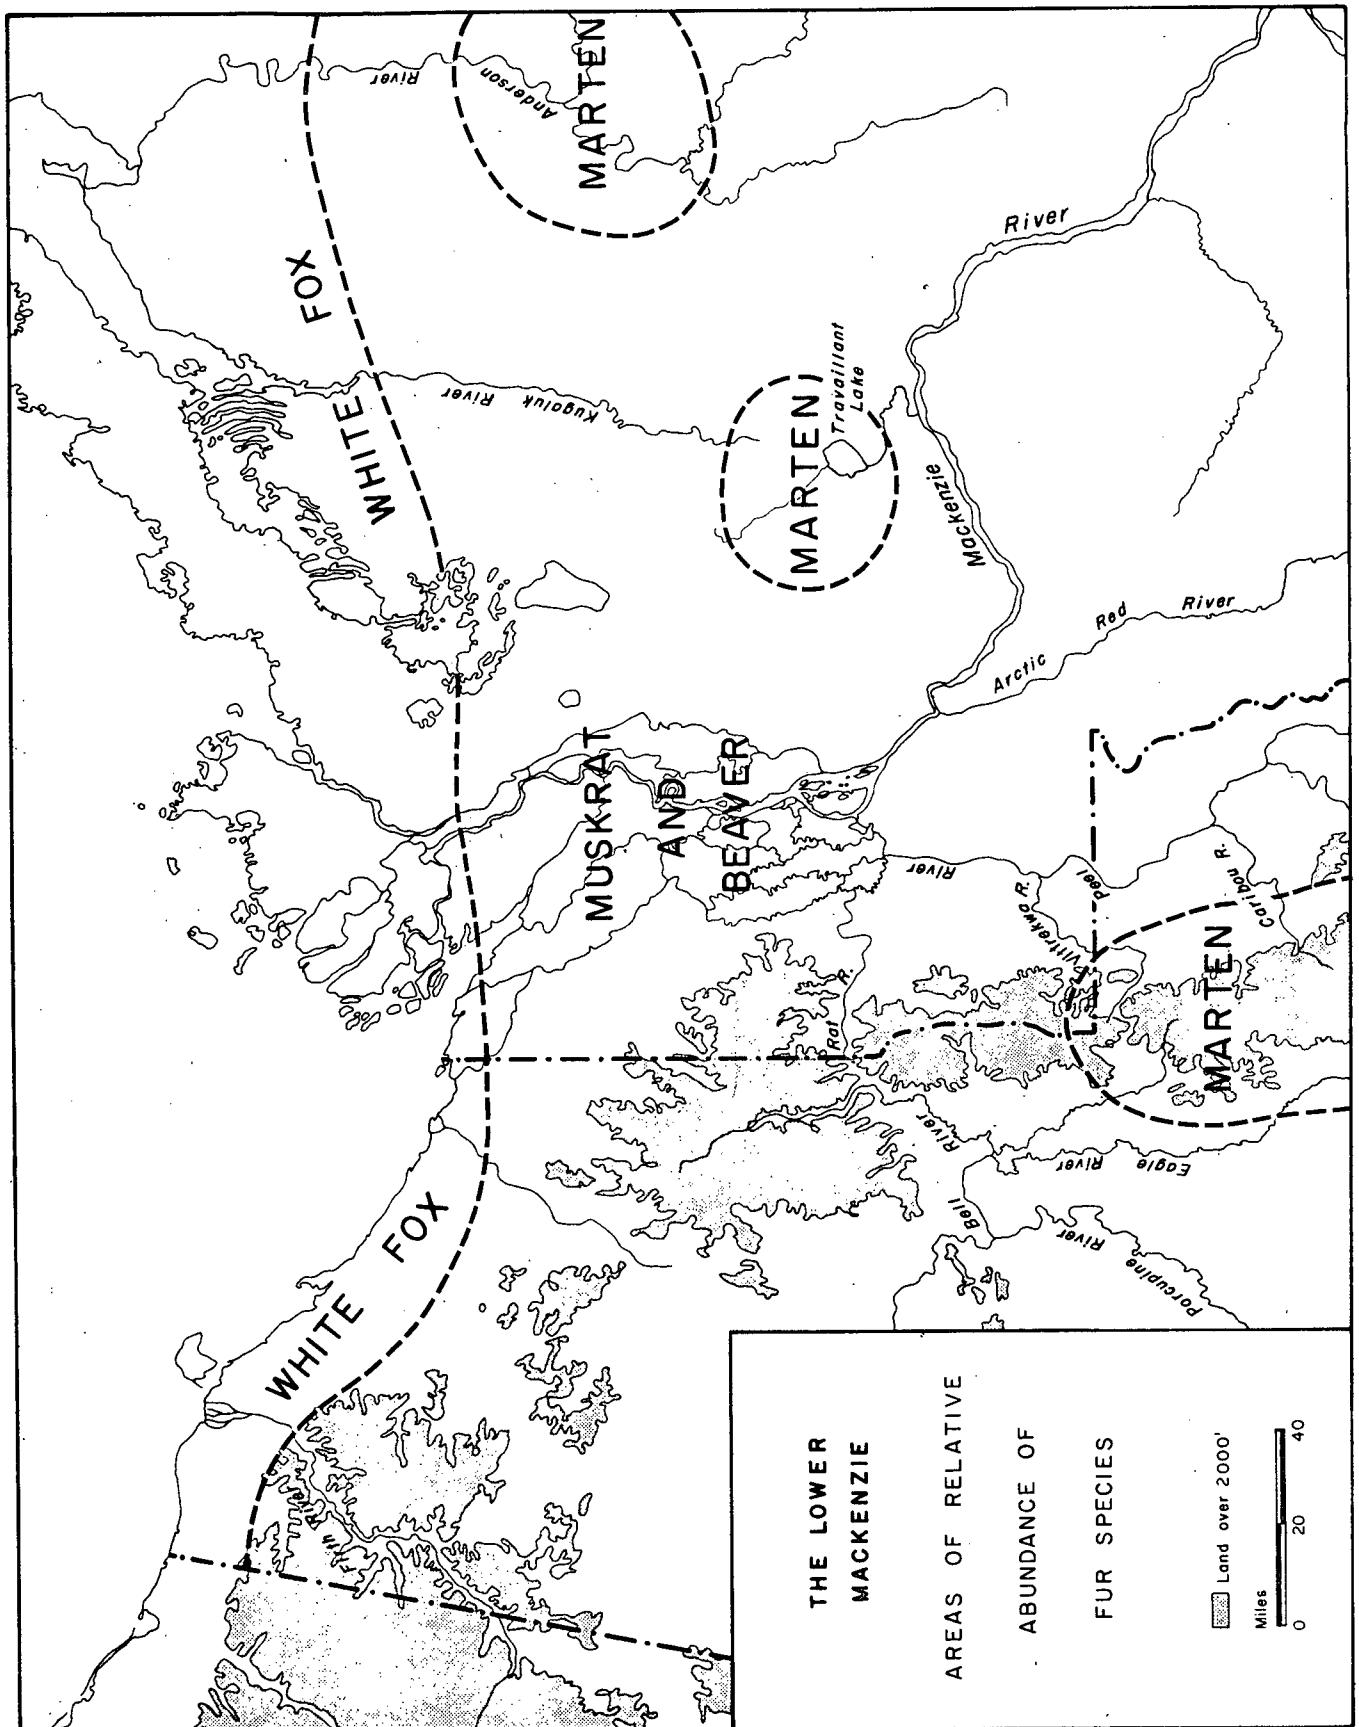 THE LOWER
MACKENZIE
AREAS OF RELATIVE
ABUNDANCE OF
FUR SPECIES
Land over 2000'
Miles
0 20 40
WHITE FOX
WHITE FOX
MUSKRAT
AND
BEAVER
MARTEN
MARTEN
MARTEN
Firth River
Porcupine River
Bell River
Eagle River
Rat R.
Vittrekwa R.
Peel River
Caribou R.
Arctic Red River
Mackenzie River
Travaillant
Lake
Kugaluk River
Anderson River